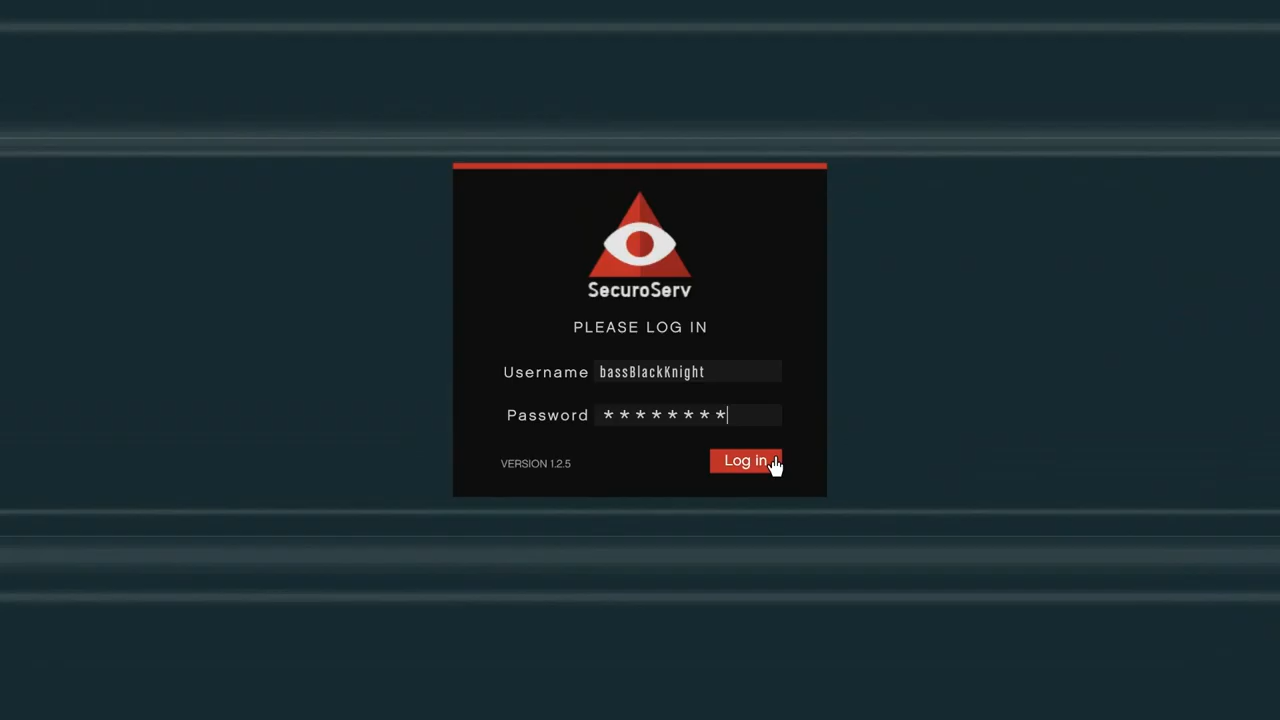 SecuroServ
PLEASE LOG IN
Username bassBlackKnight
Password ********
VERSION 1.2.5 Log in